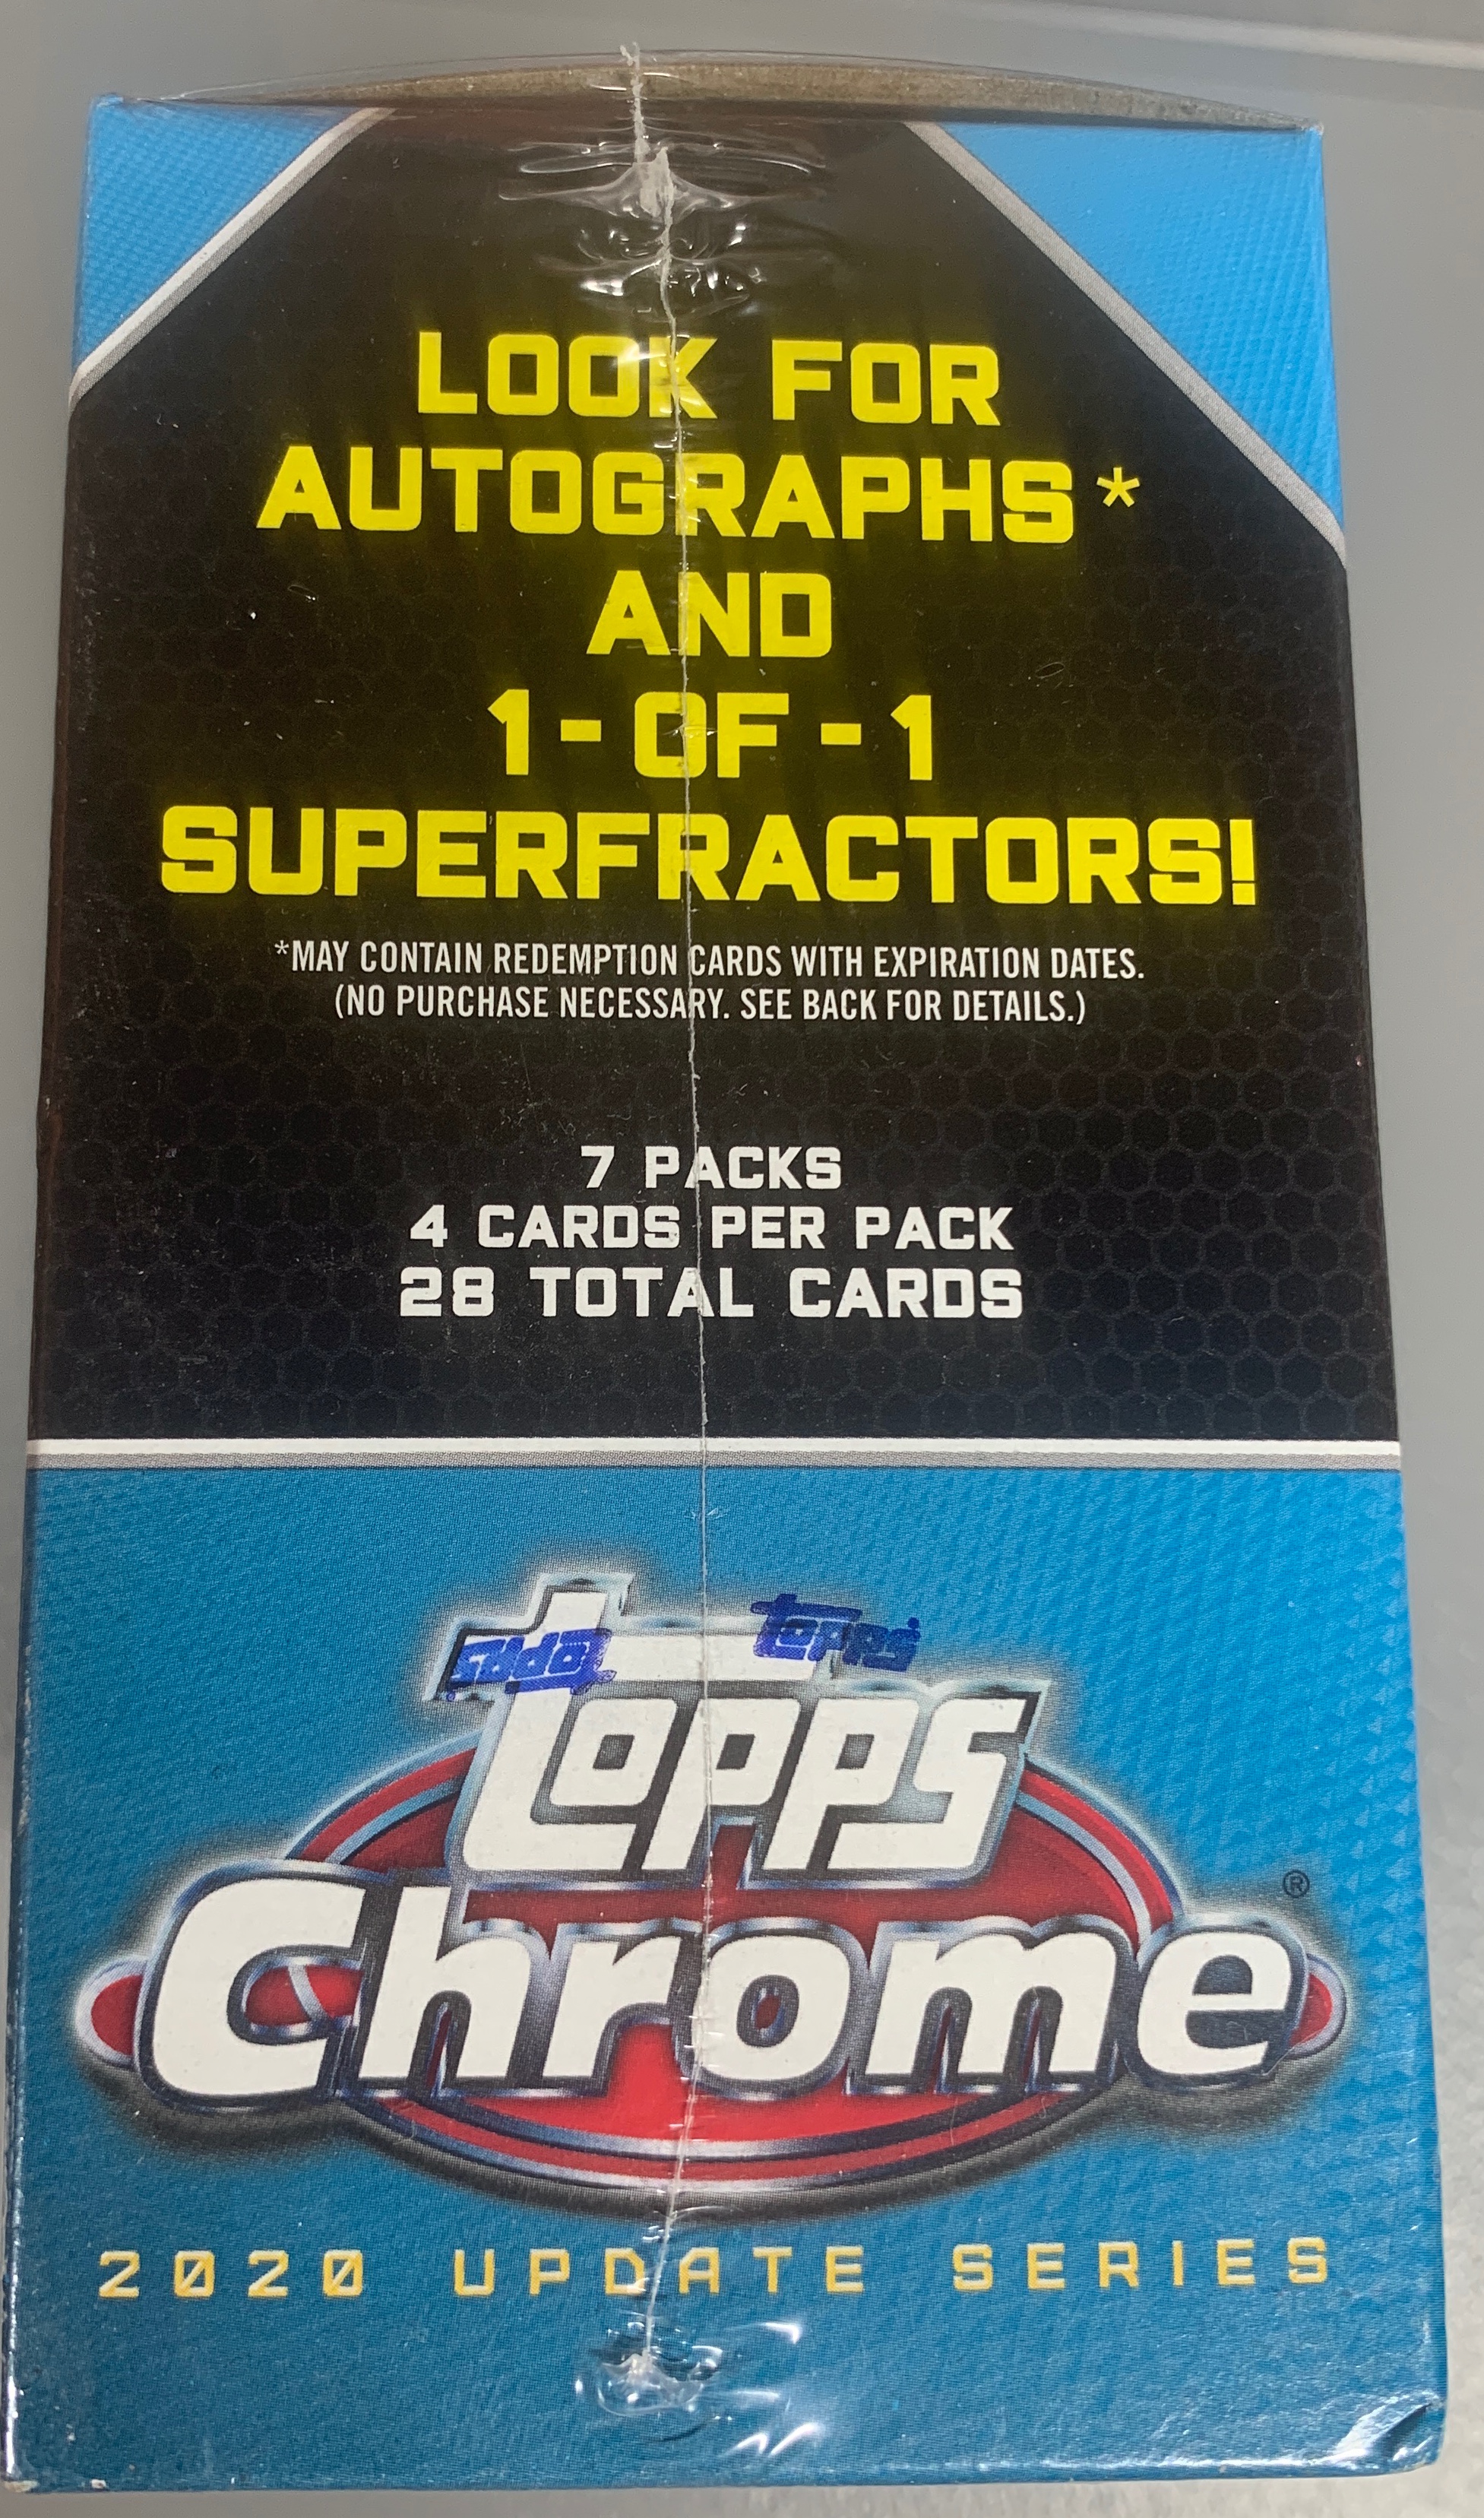 LOOK FOR
AUTOGRAPHS*
AND
1-OF-1
SUPERFRACTORS!
*MAY CONTAIN REDEMPTION CARDS WITH EXPIRATION DATES.
(NO PURCHASE NECESSARY. SEE BACK FOR DETAILS.)
7 PACKS
4 CARDS PER PACK
28 TOTAL CARDS
topps topps
topps
Chrome®
2020 UPDATE SERIES